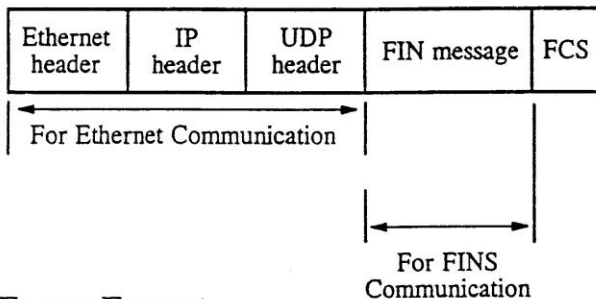 Ethernet header
IP header
UDP header
FIN message
FCS
For Ethernet Communication
For FINS
Communication